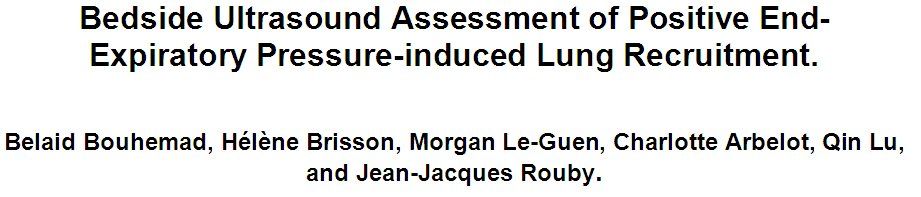 Bedside Ultrasound Assessment of Positive End-
Expiratory Pressure-induced Lung Recruitment.
Belaid Bouhemad, Hélène Brisson, Morgan Le-Guen, Charlotte Arbelot, Qin Lu,
and Jean-Jacques Rouby.